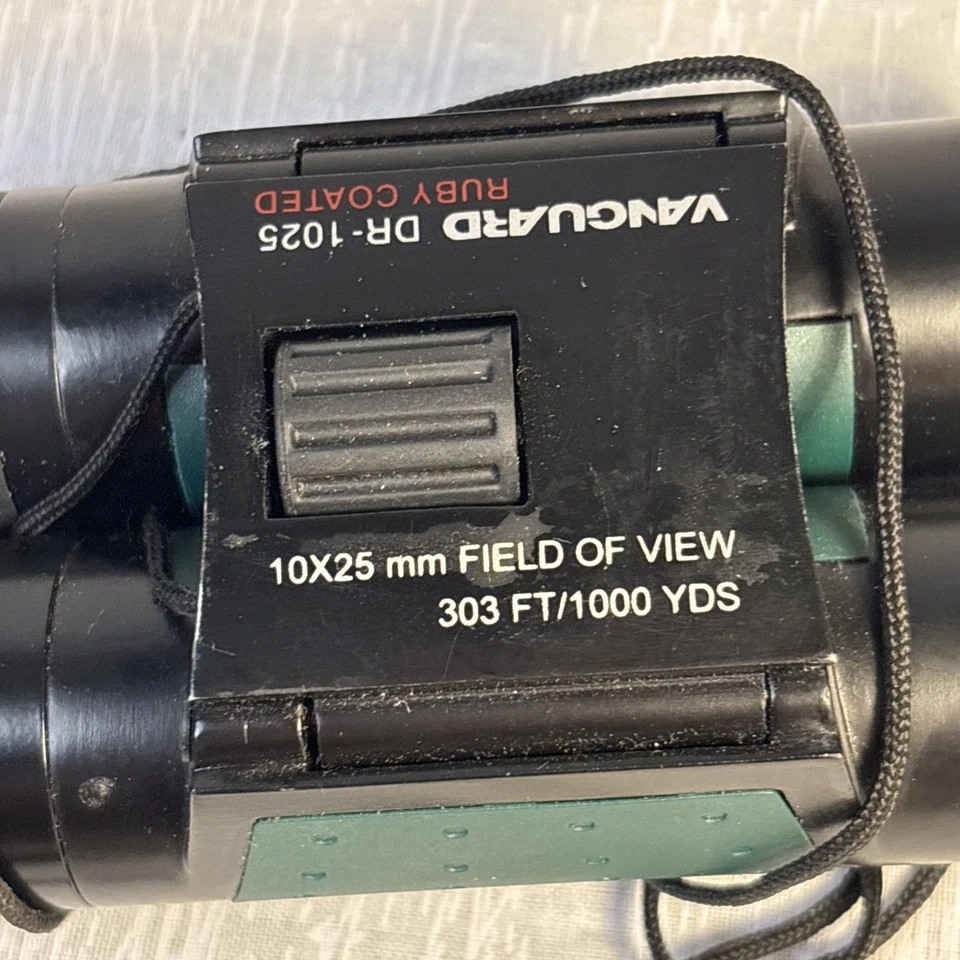 VANGUARD DR-1025
RUBY COATED
10X25 mm FIELD OF VIEW
303 FT/1000 YDS